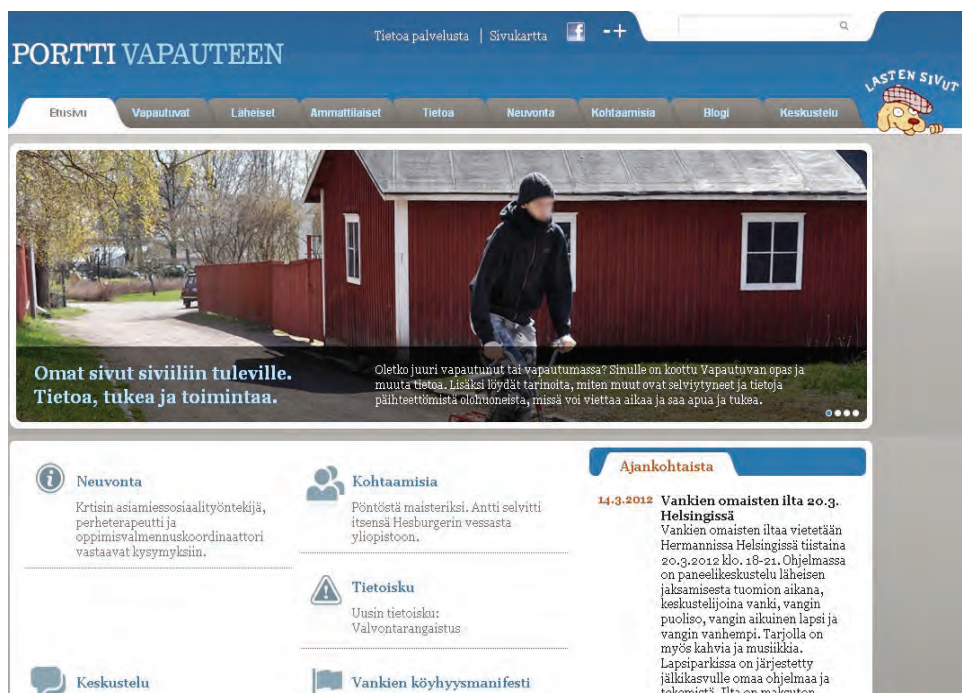 Tietoa palvelusta | Sivukartta f - +
PORTTI VAPAUTEEN
LASTEN SIVUT
Etusivu Vapautuvat Läheiset Ammattilaiset Tietoa Neuvonta Kohtaamisia Blogi Keskustelu
Omat sivut siviiliin tuleville.
Tietoa, tukea ja toimintaa.
Oletko juuri vapautunut tai vapautumassa? Sinulle on koottu Vapautuvan opas ja
muuta tietoa. Lisäksi löydät tarinoita, miten muut ovat selviytyneet ja tietoja
päihteettömistä olohuoneista, missä voi viettaa aikaa ja saa apua ja tukea.
Neuvonta
Krtisin asiamiessosiaalityöntekijä,
perheterapeutti ja
oppimisvalmennuskoordinaattori
vastaavat kysymyksiin.
Kohtaamisia
Pöntöstä maisteriksi. Antti selvitti
itsensä Hesburgerin vessasta
yliopistoon.
Tietoisku
Uusin tietoisku:
Valvontarangaistus
Keskustelu
Vankien köyhyysmanifesti
Ajankohtaista
14.3.2012 Vankien omaisten ilta 20.3.
Helsingissä
Vankien omaisten iltaa vietetään
Hermannissa Helsingissä tiistaina
20.3.2012 klo. 18-21. Ohjelmassa
on paneelikeskustelu läheisen
jaksamisesta tuomion aikana,
keskustelijoina vanki, vangin
puoliso, vangin aikuinen lapsi ja
vangin vanhempi. Tarjolla on
myös kahvia ja musiikkia.
Lapsiparkissa on järjestetty
jälkikasvulle omaa ohjelmaa ja
tekemistä. Ilta on maksuton